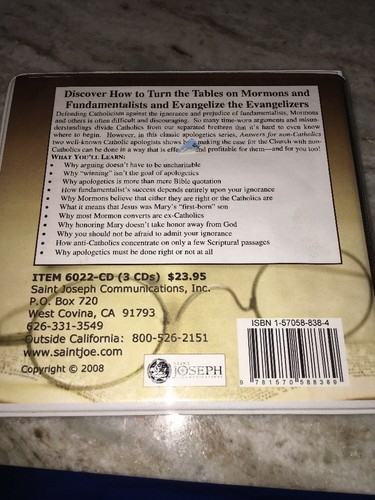 Discover How to Turn the Tables on Mormons and
Fundamentalists and Evangelize the Evangelizers
Defending Catholicism against the ignorance and prejudice of fundamentalists, Mormons
and others is often difficult and discouraging. So many time-worn arguments and misun-
derstandings divide Catholics from our separated brethren that it's hard to even know
where to begin. However, in this classic apologetics series, Answers for non-Catholics
two well-known Catholic apologists shows making the case for the Church with non-
Catholics can be done in a way that is and profitable for them—and for you too!
WHAT YOU'LL LEARN:
• Why arguing doesn't have to be uncharitable
• Why "winning" isn't the goal of apologetics
• Why apologetics is more than mere Bible quotation
• How fundamentalist's success depends entirely upon your ignorance
• Why Mormons believe that either they are right or the Catholics are
• What it means that Jesus was Mary's "first-born" son
• Why most Mormon converts are ex-Catholics
• Why honoring Mary doesn't take honor away from God
• Why you should not be afraid to admit your ignorance
• How anti-Catholics concentrate on only a few Scriptural passages
• Why apologetics must be done right or not at all
ITEM 6022-CD (3 CDs) $23.95
Saint Joseph Communications, Inc.
P.O. Box 720
West Covina, CA 91793
626-331-3549
Outside California: 800-526-2151
www.saintjoe.com
Copyright © 2008
SAINT
JOSEPH
COMMUNICATIONS
ISBN 1-57058-838-4
9 781570 588389